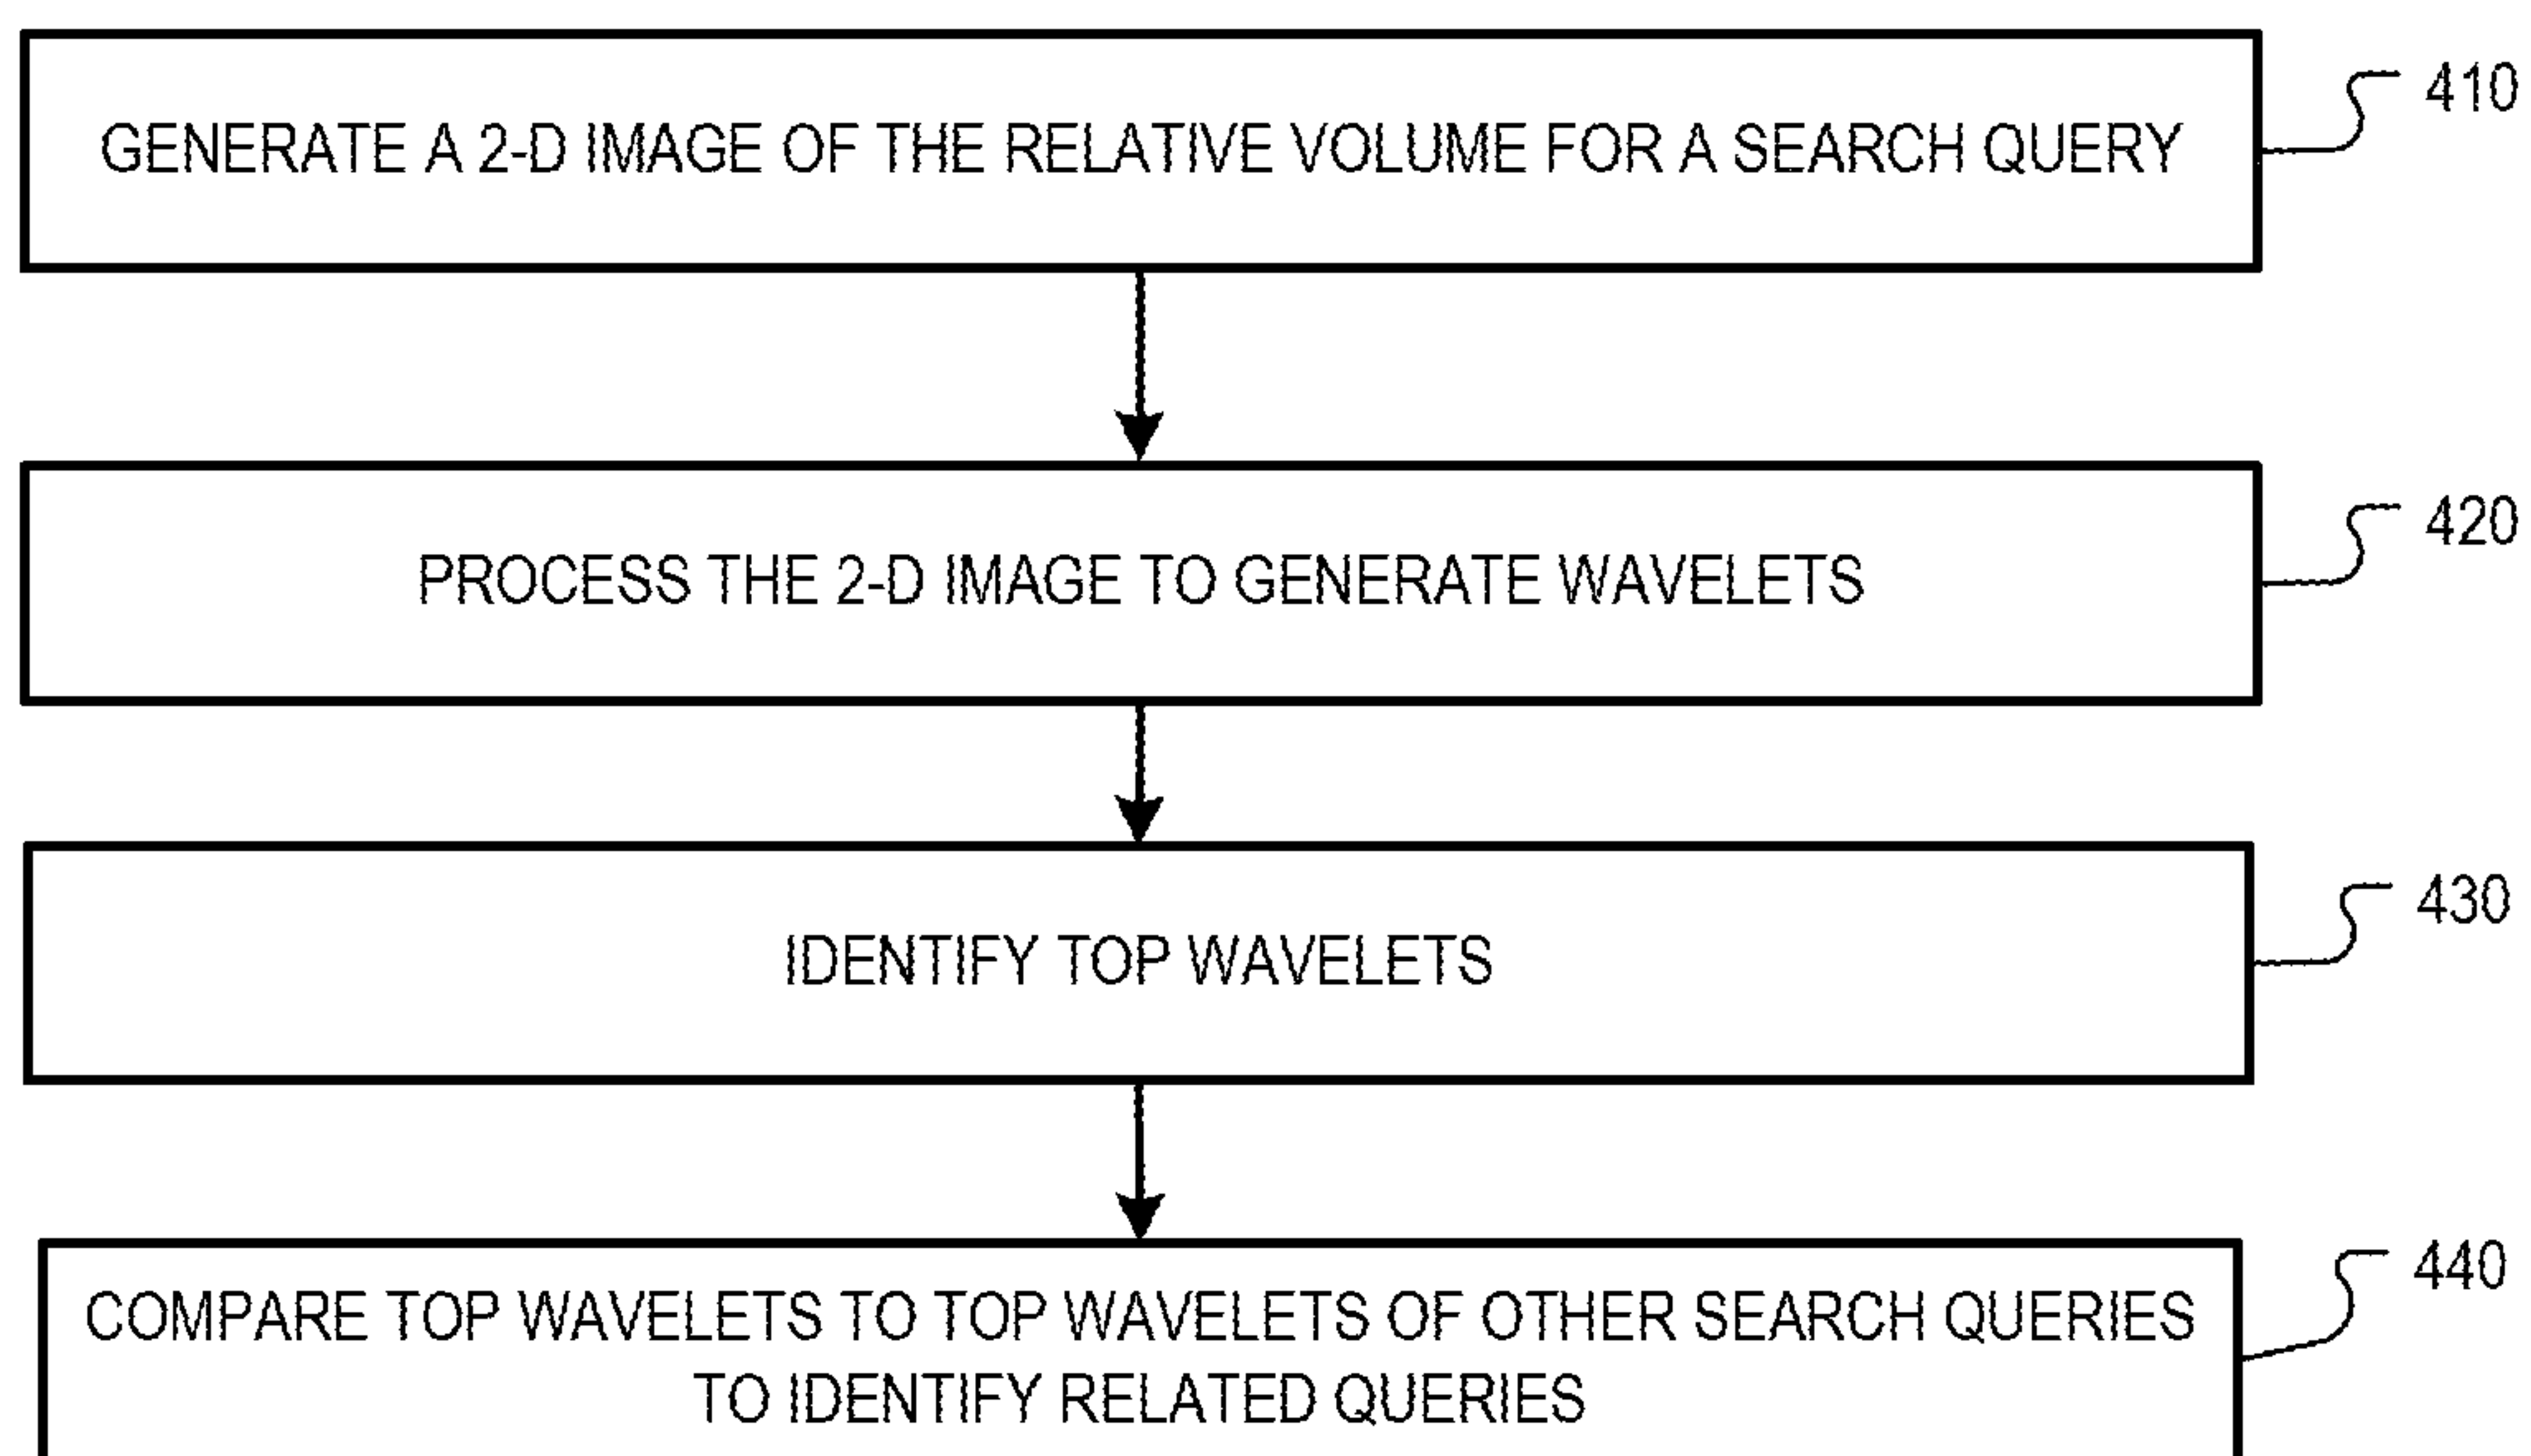 GENERATE A 2-D IMAGE OF THE RELATIVE VOLUME FOR A SEARCH QUERY
410
PROCESS THE 2-D IMAGE TO GENERATE WAVELETS
420
IDENTIFY TOP WAVELETS
430
COMPARE TOP WAVELETS TO TOP WAVELETS OF OTHER SEARCH QUERIES
TO IDENTIFY RELATED QUERIES
440